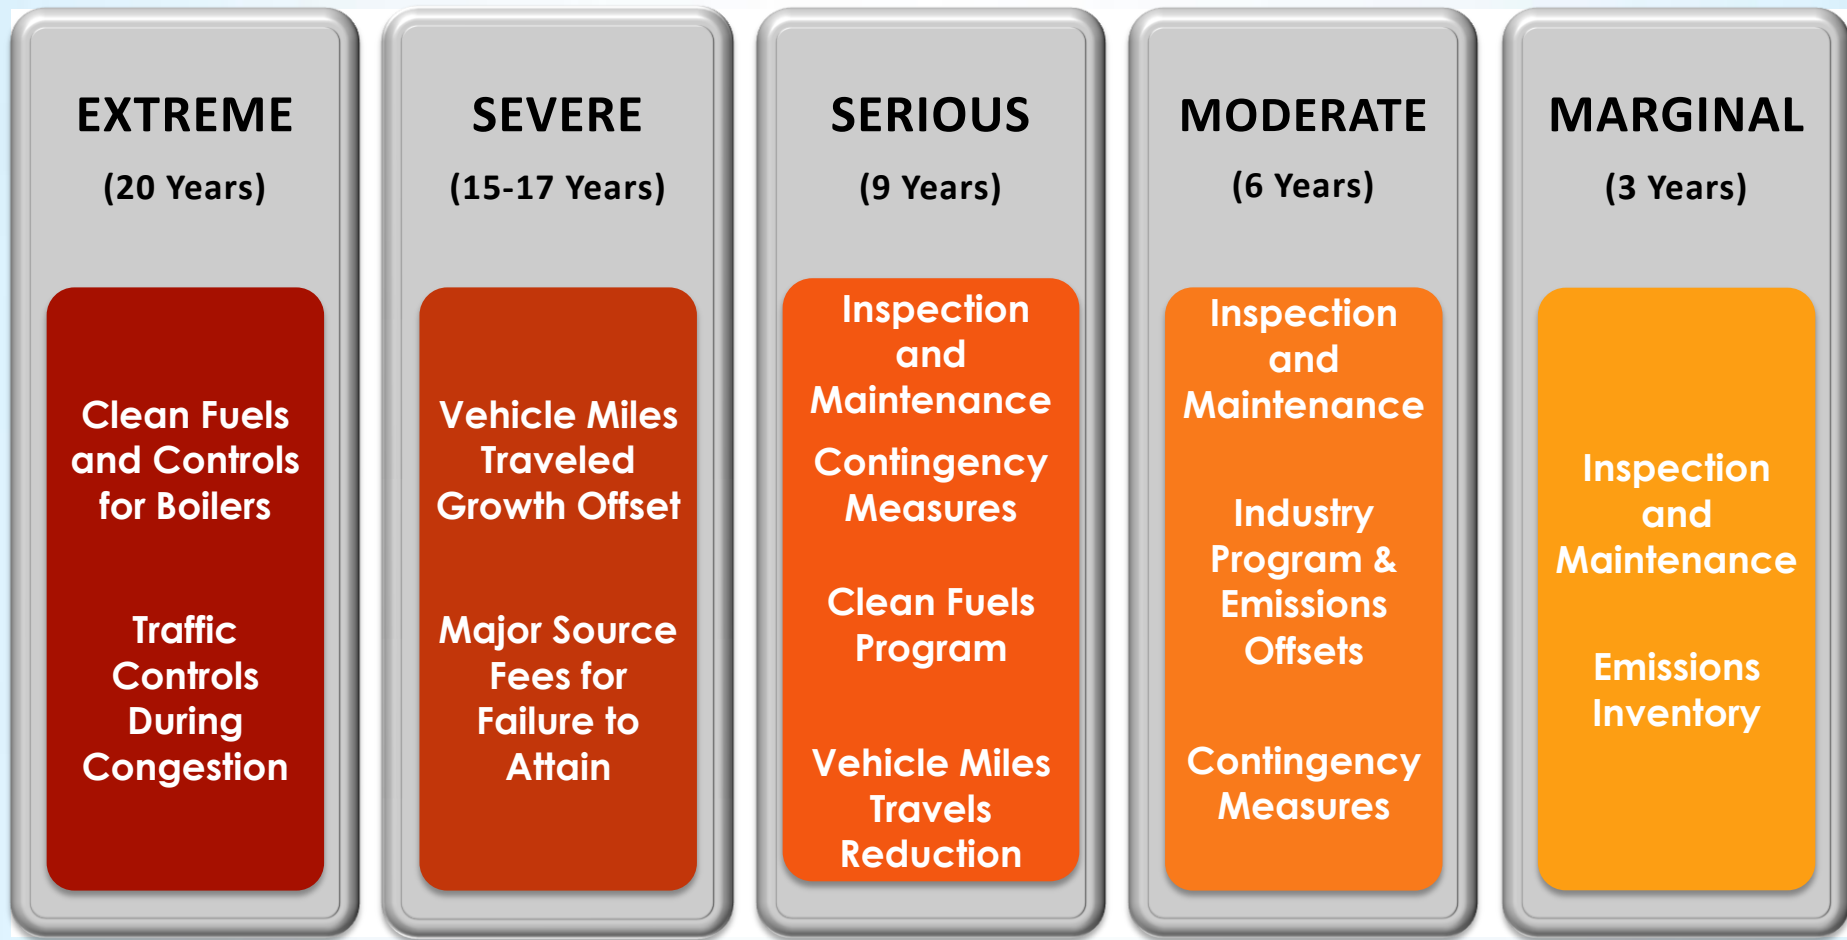 EXTREME
(20 Years)
Clean Fuels
and Controls
for Boilers
Traffic
Controls
During
Congestion
SEVERE
(15-17 Years)
Vehicle Miles
Traveled
Growth Offset
Major Source
Fees for
Failure to
Attain
SERIOUS
(9 Years)
Inspection
and
Maintenance
Contingency
Measures
Clean Fuels
Program
Vehicle Miles
Travels
Reduction
MODERATE
(6 Years)
Inspection
and
Maintenance
Industry
Program &
Emissions
Offsets
Contingency
Measures
MARGINAL
(3 Years)
Inspection
and
Maintenance
Emissions
Inventory